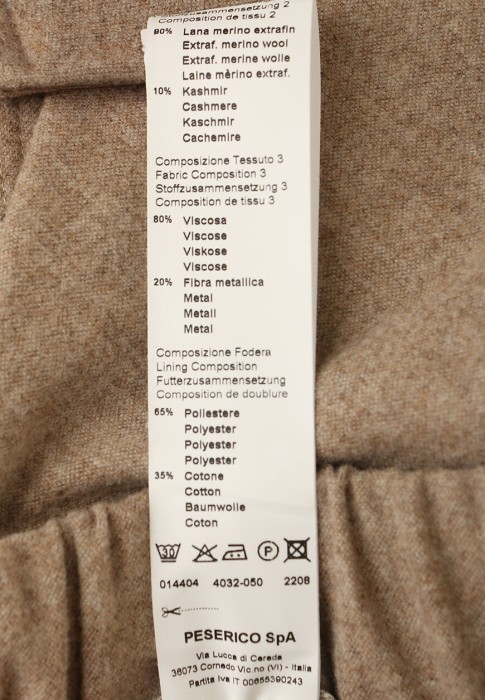 Composition de tissu 2
90% Lana merino extrafin
Extraf. merino wool
Extraf. merine wolle
Laine mèrino extraf.
10% Kashmir
Cashmere
Kaschmir
Cachemire
Composizione Tessuto 3
Fabric Composition 3
Stoffzusammensetzung 3
Composition de tissu 3
80% Viscosa
Viscose
Viskose
Viscose
20% Fibra metallica
Metal
Metall
Metal
Composizione Fodera
Lining Composition
Futterzusammensetzung
Composition de doublure
65% Poliestere
Polyester
Polyester
Polyester
35% Cotone
Cotton
Baumwolle
Coton
30 P
014404 4032-050 2208
PESERICO SpA
Via Lucca di Cereda
36073 Cornedo Vic.no (VI) - Italia
Partita Iva IT 00655390243